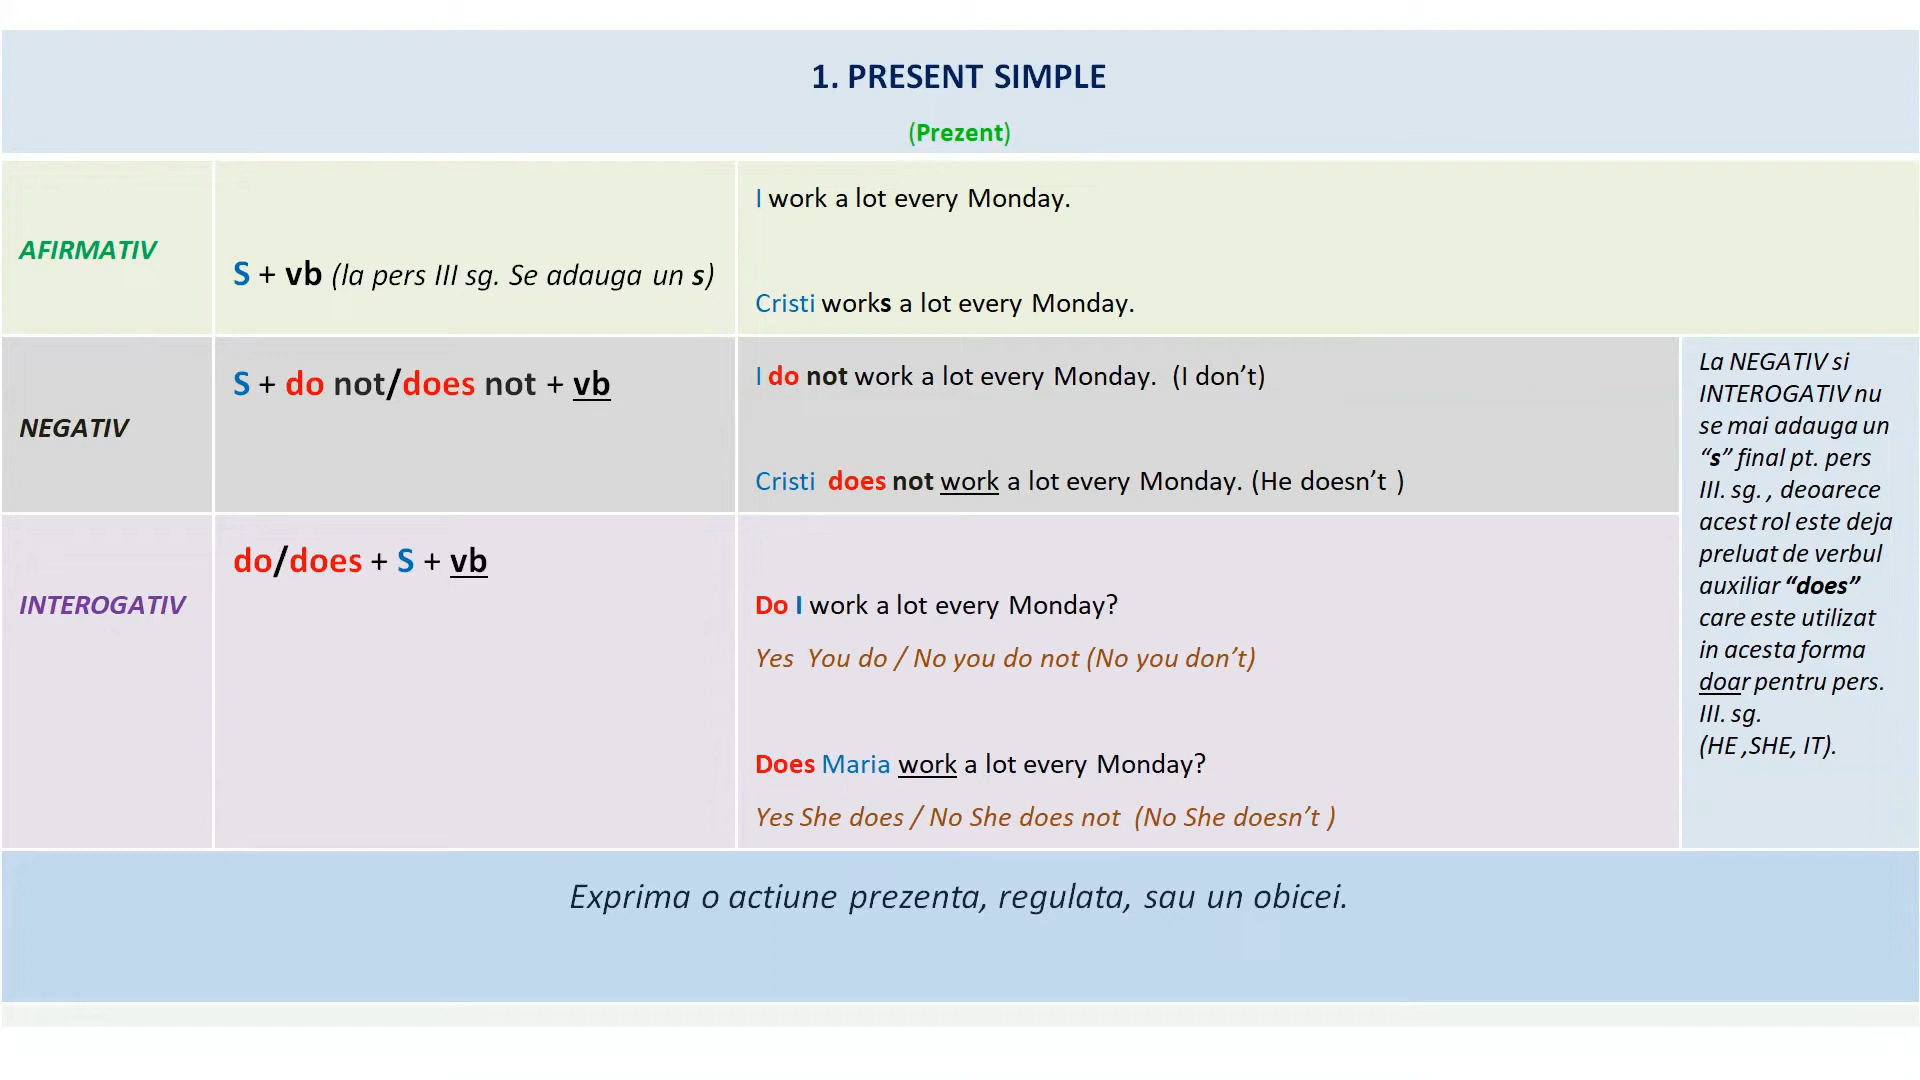 1. PRESENT SIMPLE
(Prezent)
AFIRMATIV
S + vb (la pers III sg. Se adauga un s)
I work a lot every Monday.
Cristi works a lot every Monday.
NEGATIV
S + do not/does not + vb
I do not work a lot every Monday.  (I don’t)
Cristi  does not work a lot every Monday. (He doesn’t )
INTEROGATIV
do/does + S + vb
Do I work a lot every Monday?
Yes  You do / No you do not (No you don’t)
Does Maria work a lot every Monday?
Yes She does / No She does not  (No She doesn’t )
La NEGATIV si
INTEROGATIV nu
se mai adauga un
“s” final pt. pers
III. sg. , deoarece
acest rol este deja
preluat de verbul
auxiliar “does”
care este utilizat
in acesta forma
doar pentru pers.
III. sg.
(HE ,SHE, IT).
Exprima o actiune prezenta, regulata, sau un obicei.